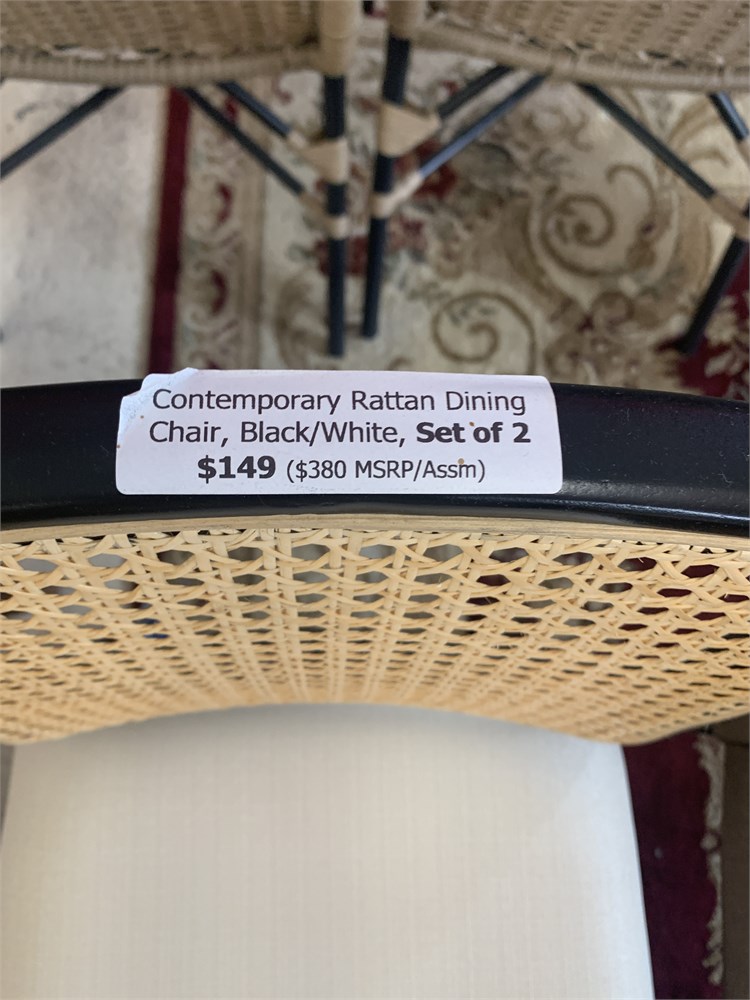 Contemporary Rattan Dining
Chair, Black/White, Set of 2
$149 ($380 MSRP/Assm)